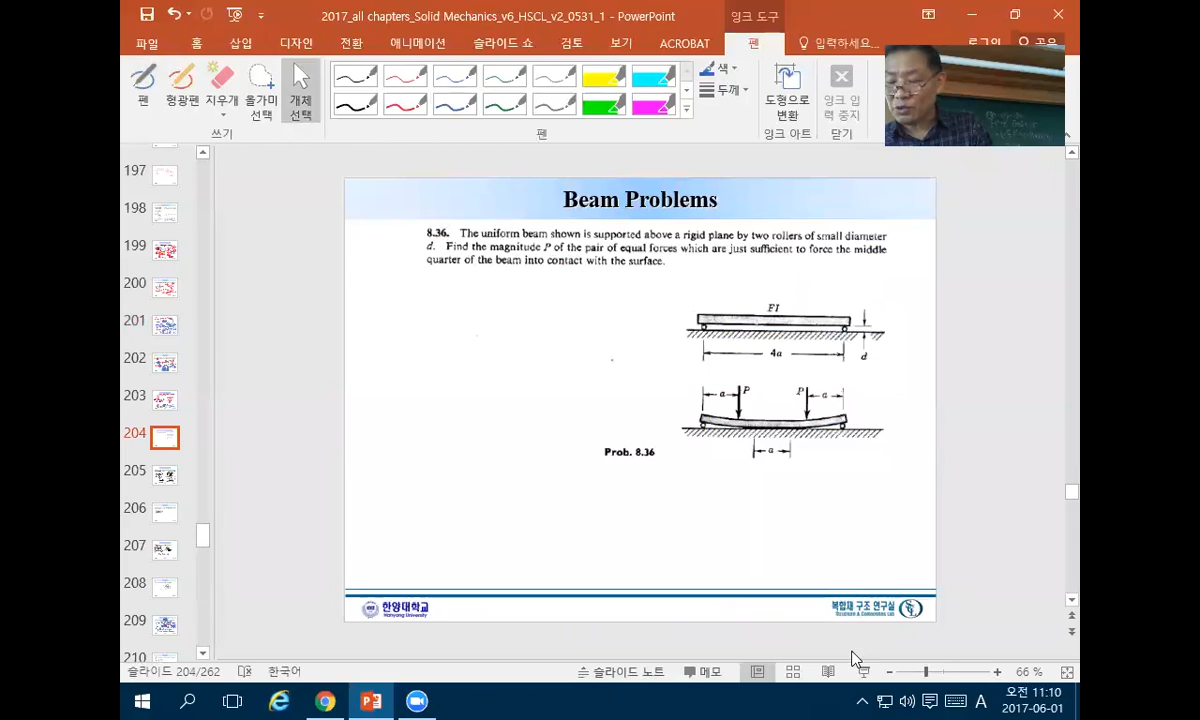 2017_all chapters_Solid Mechanics_v6_HSCL_v2_0531_1 - PowerPoint
잉크 도구
파일 홈 삽입 디자인 전환 애니메이션 슬라이드 쇼 검토 보기 ACROBAT 펜 입력하세요... 로그인 공유
펜 형광펜 지우개 올가미 선택 개체 선택
색
두께
도형으로 변환
잉크 입력 중지
쓰기 펜 잉크 아트 닫기
197
198
199
200
201
202
203
204
205
206
207
208
209
210
Beam Problems
8.36. The uniform beam shown is supported above a rigid plane by two rollers of small diameter
d. Find the magnitude P of the pair of equal forces which are just sufficient to force the middle
quarter of the beam into contact with the surface.
EI
4a
d
a P P a
a
Prob. 8.36
한양대학교
Hanyang University
복합재 구조 연구실
Structures & Composites Lab
슬라이드 204/262 한국어 슬라이드 노트 메모 66 %
A 오전 11:10
2017-06-01